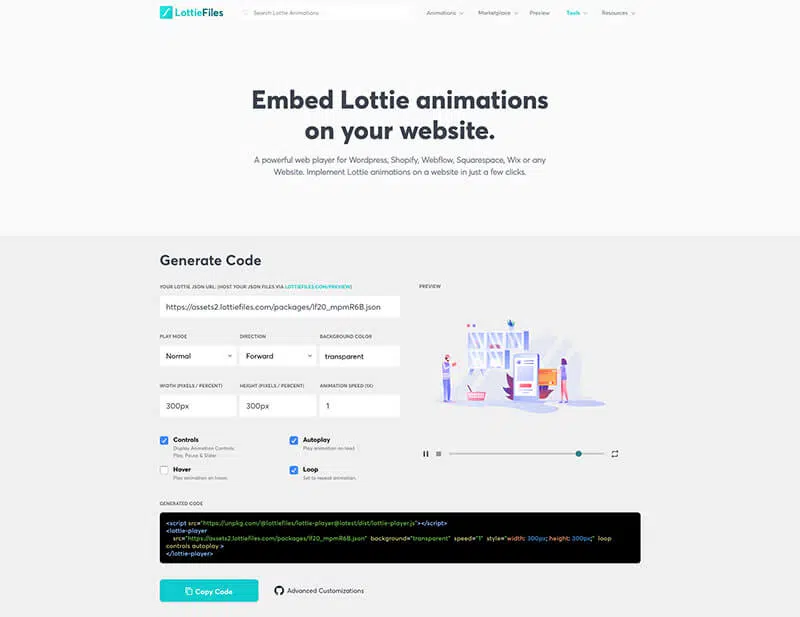 LottieFiles
Search Lottie Animations
Animations
Marketplace
Preview
Tools
Resources
Embed Lottie animations
on your website.
A powerful web player for Wordpress, Shopify, Webflow, Squarespace, Wix or any
Website. Implement Lottie animations on a website in just a few clicks.
Generate Code
YOUR LOTTIE JSON URL: (HOST YOUR JSON FILES VIA LOTTIEFILES.COM/PREVIEW)
https://assets2.lottiefiles.com/packages/lf20_mpmR6B.json
PLAY MODE
DIRECTION
BACKGROUND COLOR
Normal
Forward
transparent
WIDTH (PIXELS / PERCENT)
HEIGHT (PIXELS / PERCENT)
ANIMATION SPEED (1X)
300px
300px
1
Controls
Display Animation Controls:
Play, Pause & Slider
Autoplay
Play animation on load.
Hover
Play animation on hover.
Loop
Set to repeat animation.
PREVIEW
GENERATED CODE
<script src="https://unpkg.com/@lottiefiles/lottie-player@latest/dist/lottie-player.js"></script>
<lottie-player
src="https://assets2.lottiefiles.com/packages/lf20_mpmR6B.json" background="transparent" speed="1" style="width: 300px; height: 300px;" loop
controls autoplay >
</lottie-player>
Copy Code
Advanced Customizations